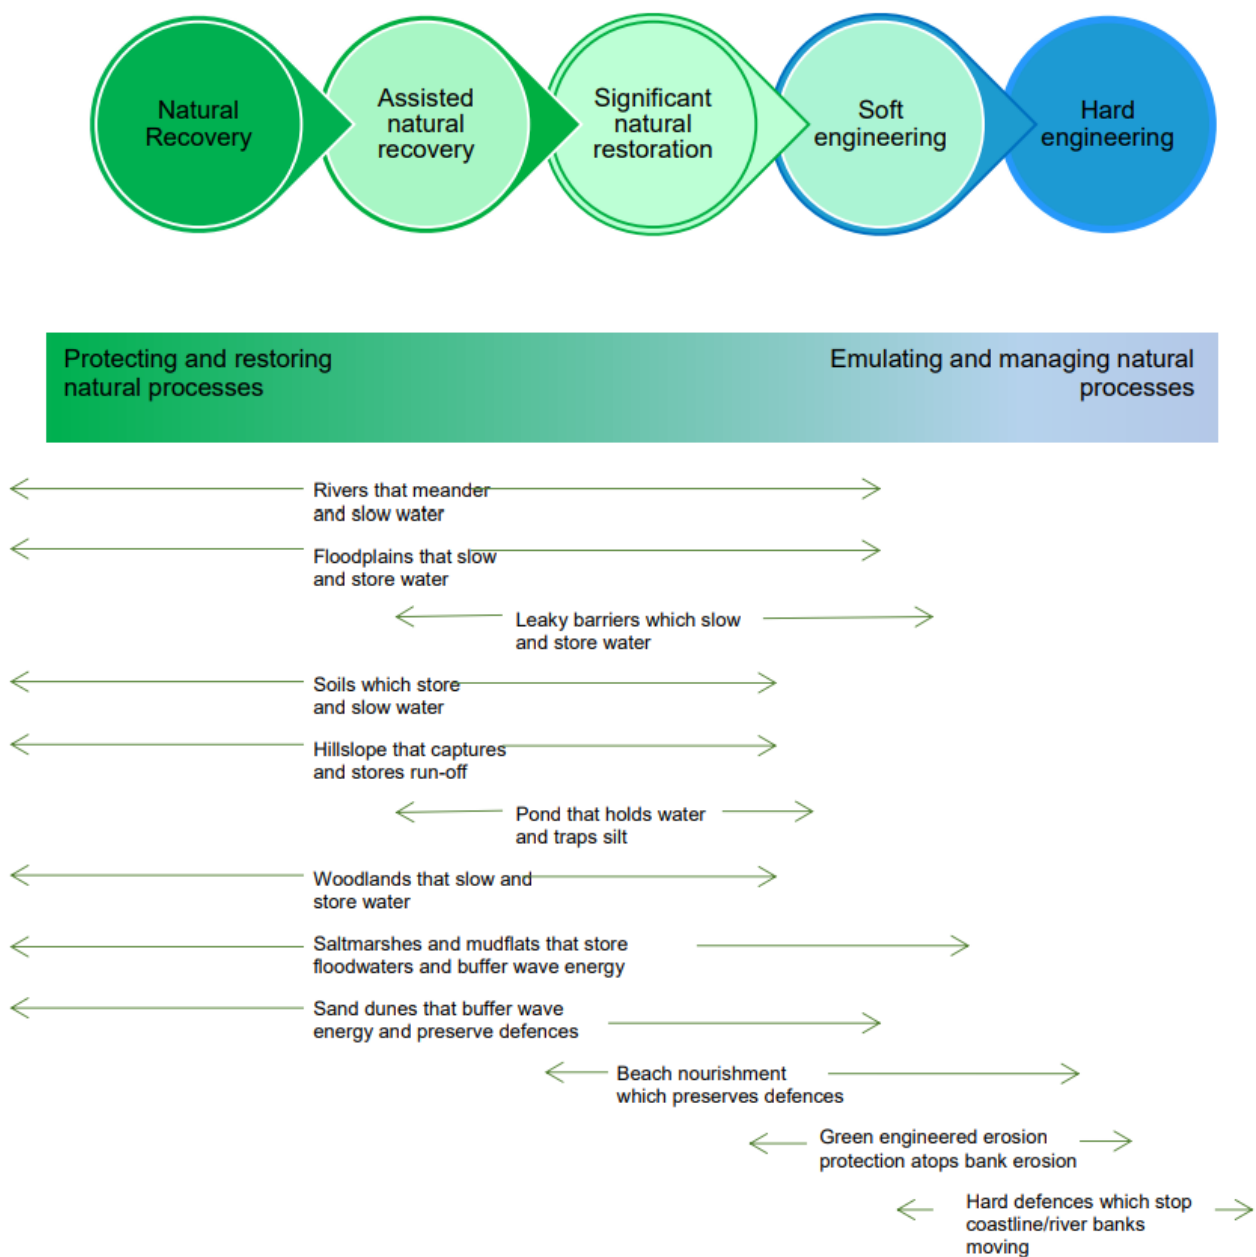 Natural
Recovery
Assisted
natural
recovery
Significant
natural
restoration
Soft
engineering
Hard
engineering
Protecting and restoring
natural processes
Emulating and managing natural
processes
Rivers that meander
and slow water
Floodplains that slow
and store water
Leaky barriers which slow
and store water
Soils which store
and slow water
Hillslope that captures
and stores run-off
Pond that holds water
and traps silt
Woodlands that slow and
store water
Saltmarshes and mudflats that store
floodwaters and buffer wave energy
Sand dunes that buffer wave
energy and preserve defences
Beach nourishment
which preserves defences
Green engineered erosion
protection atops bank erosion
Hard defences which stop
coastline/river banks
moving